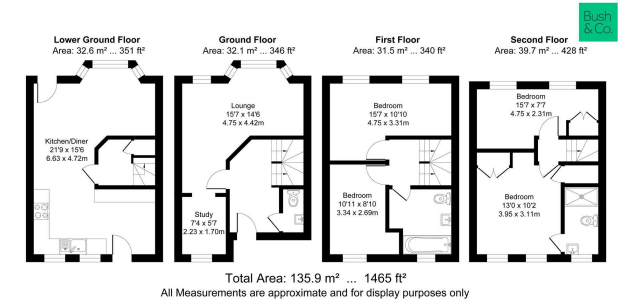 Bush
& Co.
Lower Ground Floor
Area: 32.6 m² ... 351 ft²
Ground Floor
Area: 32.1 m² ... 346 ft²
First Floor
Area: 31.5 m² ... 340 ft²
Second Floor
Area: 39.7 m² ... 428 ft²
Kitchen/Diner
21'9 x 15'6
6.63 x 4.72m
Lounge
15'7 x 14'6
4.75 x 4.42m
Study
7'4 x 5'7
2.23 x 1.70m
Bedroom
15'7 x 10'10
4.75 x 3.31m
Bedroom
10'11 x 8'10
3.34 x 2.69m
Bedroom
15'7 x 7'7
4.75 x 2.31m
Bedroom
13'0 x 10'2
3.95 x 3.11m
Total Area: 135.9 m² ... 1465 ft²
All Measurements are approximate and for display purposes only